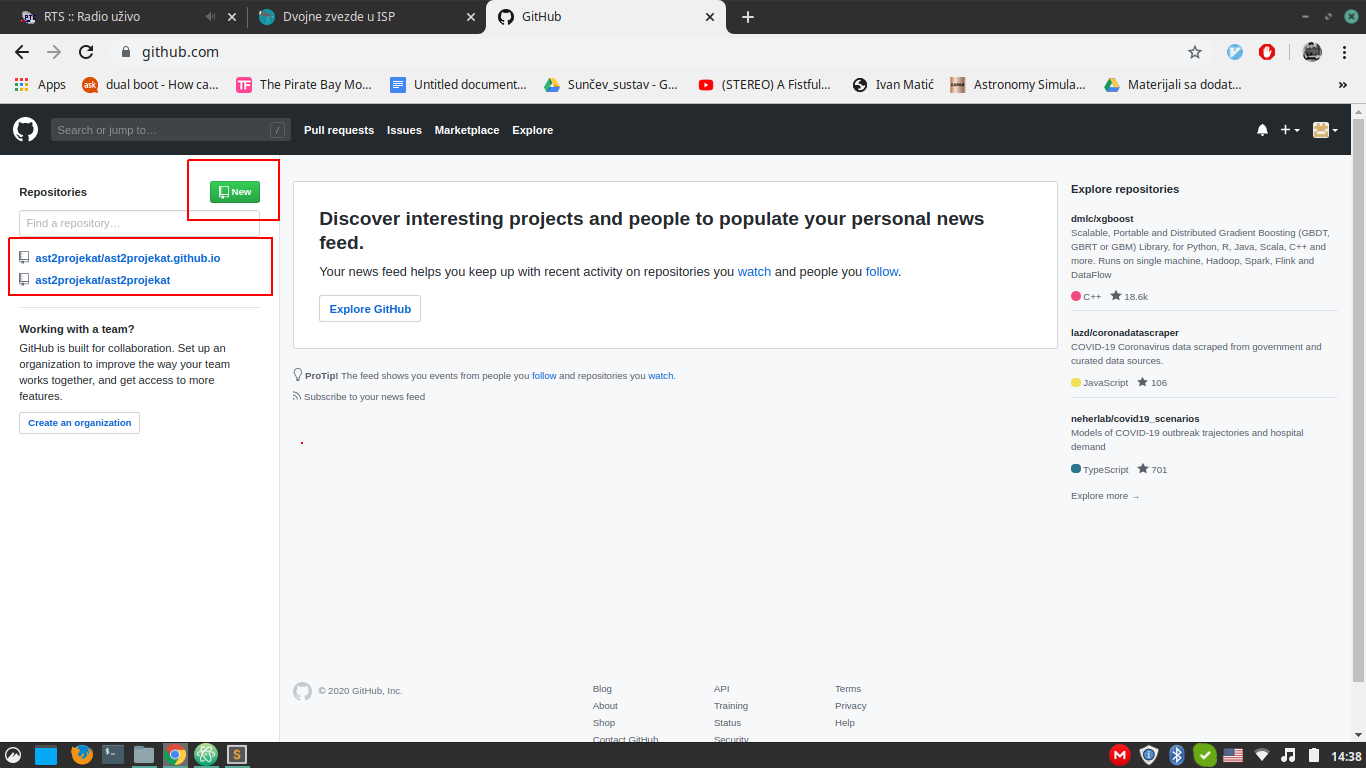 RTS :: Radio uživo
Dvojne zvezde u ISP
GitHub
github.com
Apps
dual boot - How ca...
The Pirate Bay Mo...
Untitled document...
Sunčev_sustav - G...
(STEREO) A Fistful...
Ivan Matić
Astronomy Simula...
Materijali sa dodat...
»
Search or jump to…
/
Pull requests
Issues
Marketplace
Explore
Repositories
New
Find a repository…
ast2projekat/ast2projekat.github.io
ast2projekat/ast2projekat
Working with a team?
GitHub is built for collaboration. Set up an
organization to improve the way your team
works together, and get access to more
features.
Create an organization
Discover interesting projects and people to populate your personal news
feed.
Your news feed helps you keep up with recent activity on repositories you watch and people you follow.
Explore GitHub
ProTip! The feed shows you events from people you follow and repositories you watch.
Subscribe to your news feed
Explore repositories
dmlc/xgboost
Scalable, Portable and Distributed Gradient Boosting (GBDT,
GBRT or GBM) Library, for Python, R, Java, Scala, C++ and
more. Runs on single machine, Hadoop, Spark, Flink and
DataFlow
C++ 18.6k
lazd/coronadatascraper
COVID-19 Coronavirus data scraped from government and
curated data sources.
JavaScript 106
neherlab/covid19_scenarios
Models of COVID-19 outbreak trajectories and hospital
demand
TypeScript 701
Explore more →
© 2020 GitHub, Inc.
Blog
About
Shop
Contact GitHub
API
Training
Status
Security
Terms
Privacy
Help
14:38